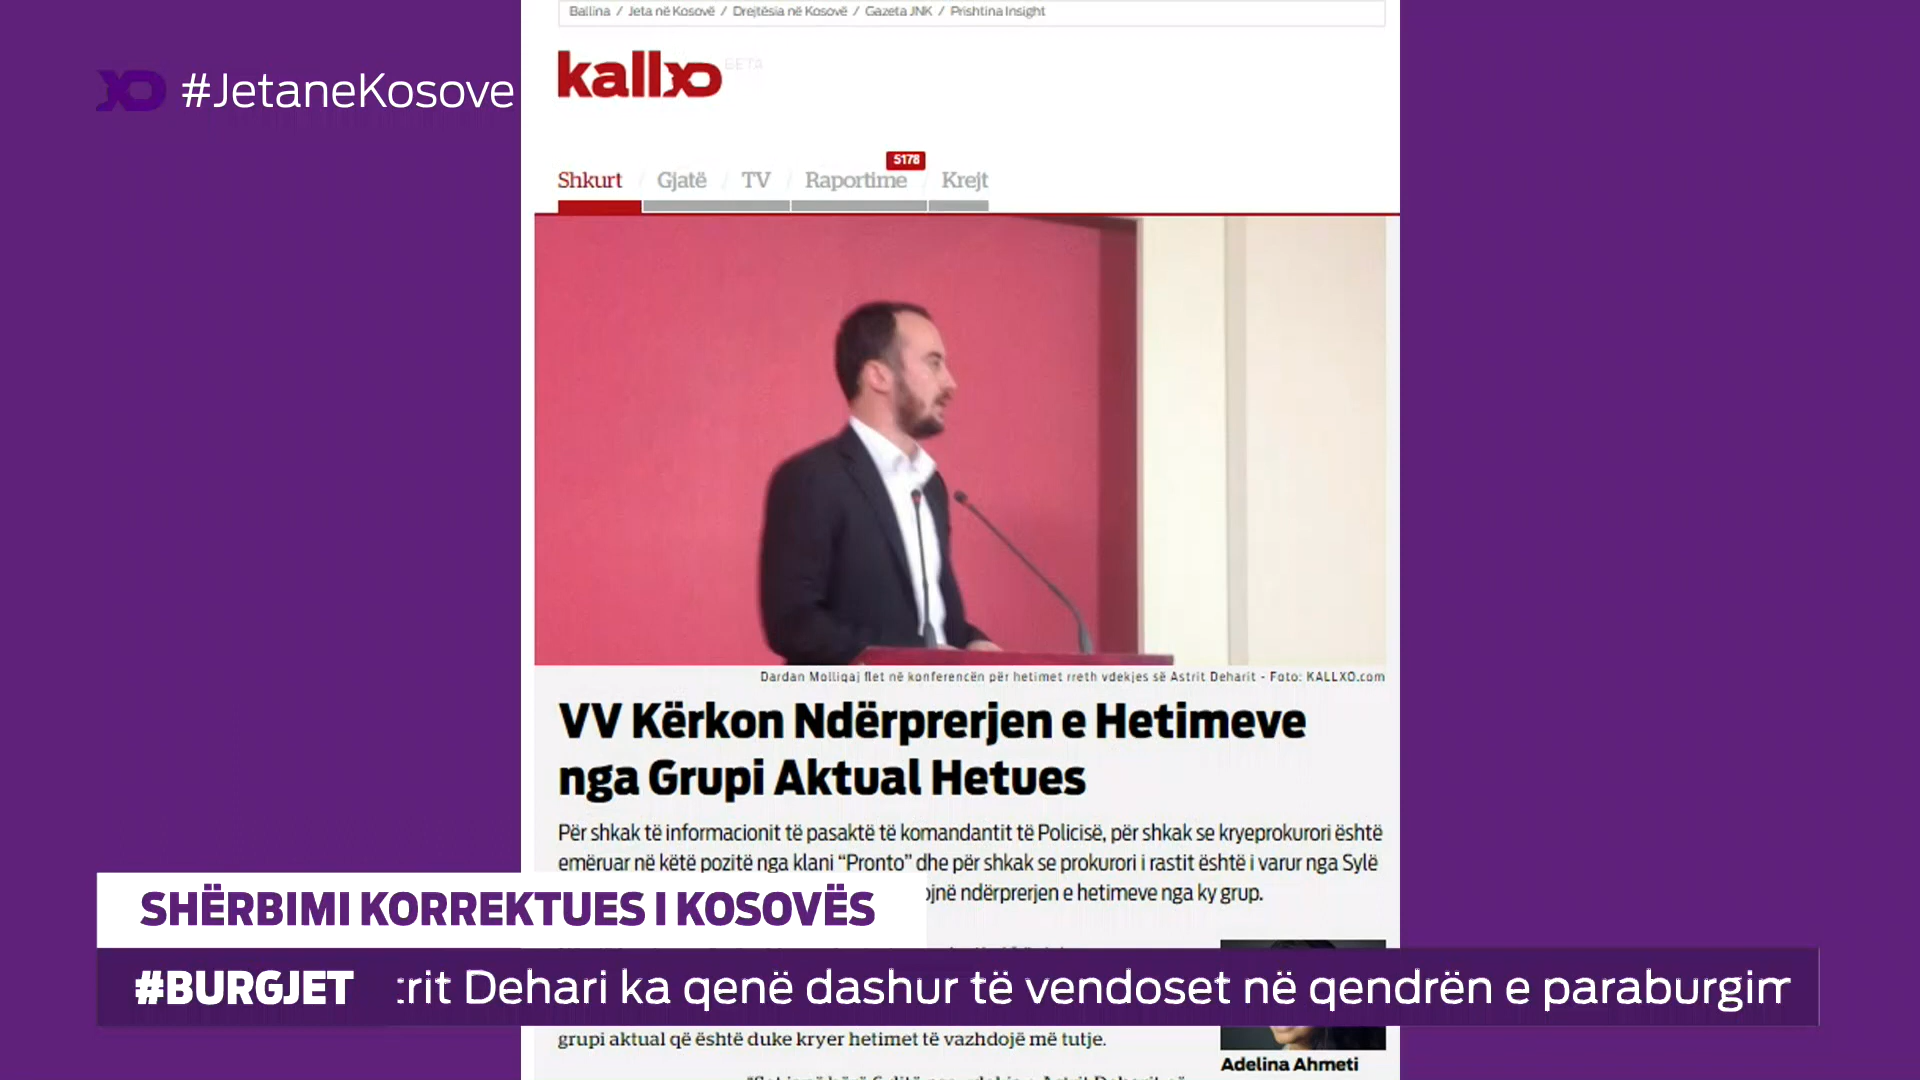 Ballina / Jeta në Kosovë / Drejtësia në Kosovë / Gazeta JNK / Prishtina Insight
#JetaneKosove
kallxo BETA
5178
Shkurt / Gjatë / TV / Raportime / Krejt
Dardan Molliqaj flet në konferencën për hetimet rreth vdekjes së Astrit Deharit - Foto: KALLXO.com
VV Kërkon Ndërprerjen e Hetimeve
nga Grupi Aktual Hetues
Për shkak të informacionit të pasaktë të komandantit të Policisë, për shkak se kryeprokurori është
emëruar në këtë pozitë nga klani “Pronto” dhe për shkak se prokurori i rastit është i varur nga Sylë
ndërprerjen e hetimeve nga ky grup.
SHËRBIMI KORREKTUES I KOSOVËS
#BURGJET
Dehari ka qenë dashur të vendoset në qendrën e paraburgim
grupi aktual që është duke kryer hetimet të vazhdojë më tutje.
Adelina Ahmeti